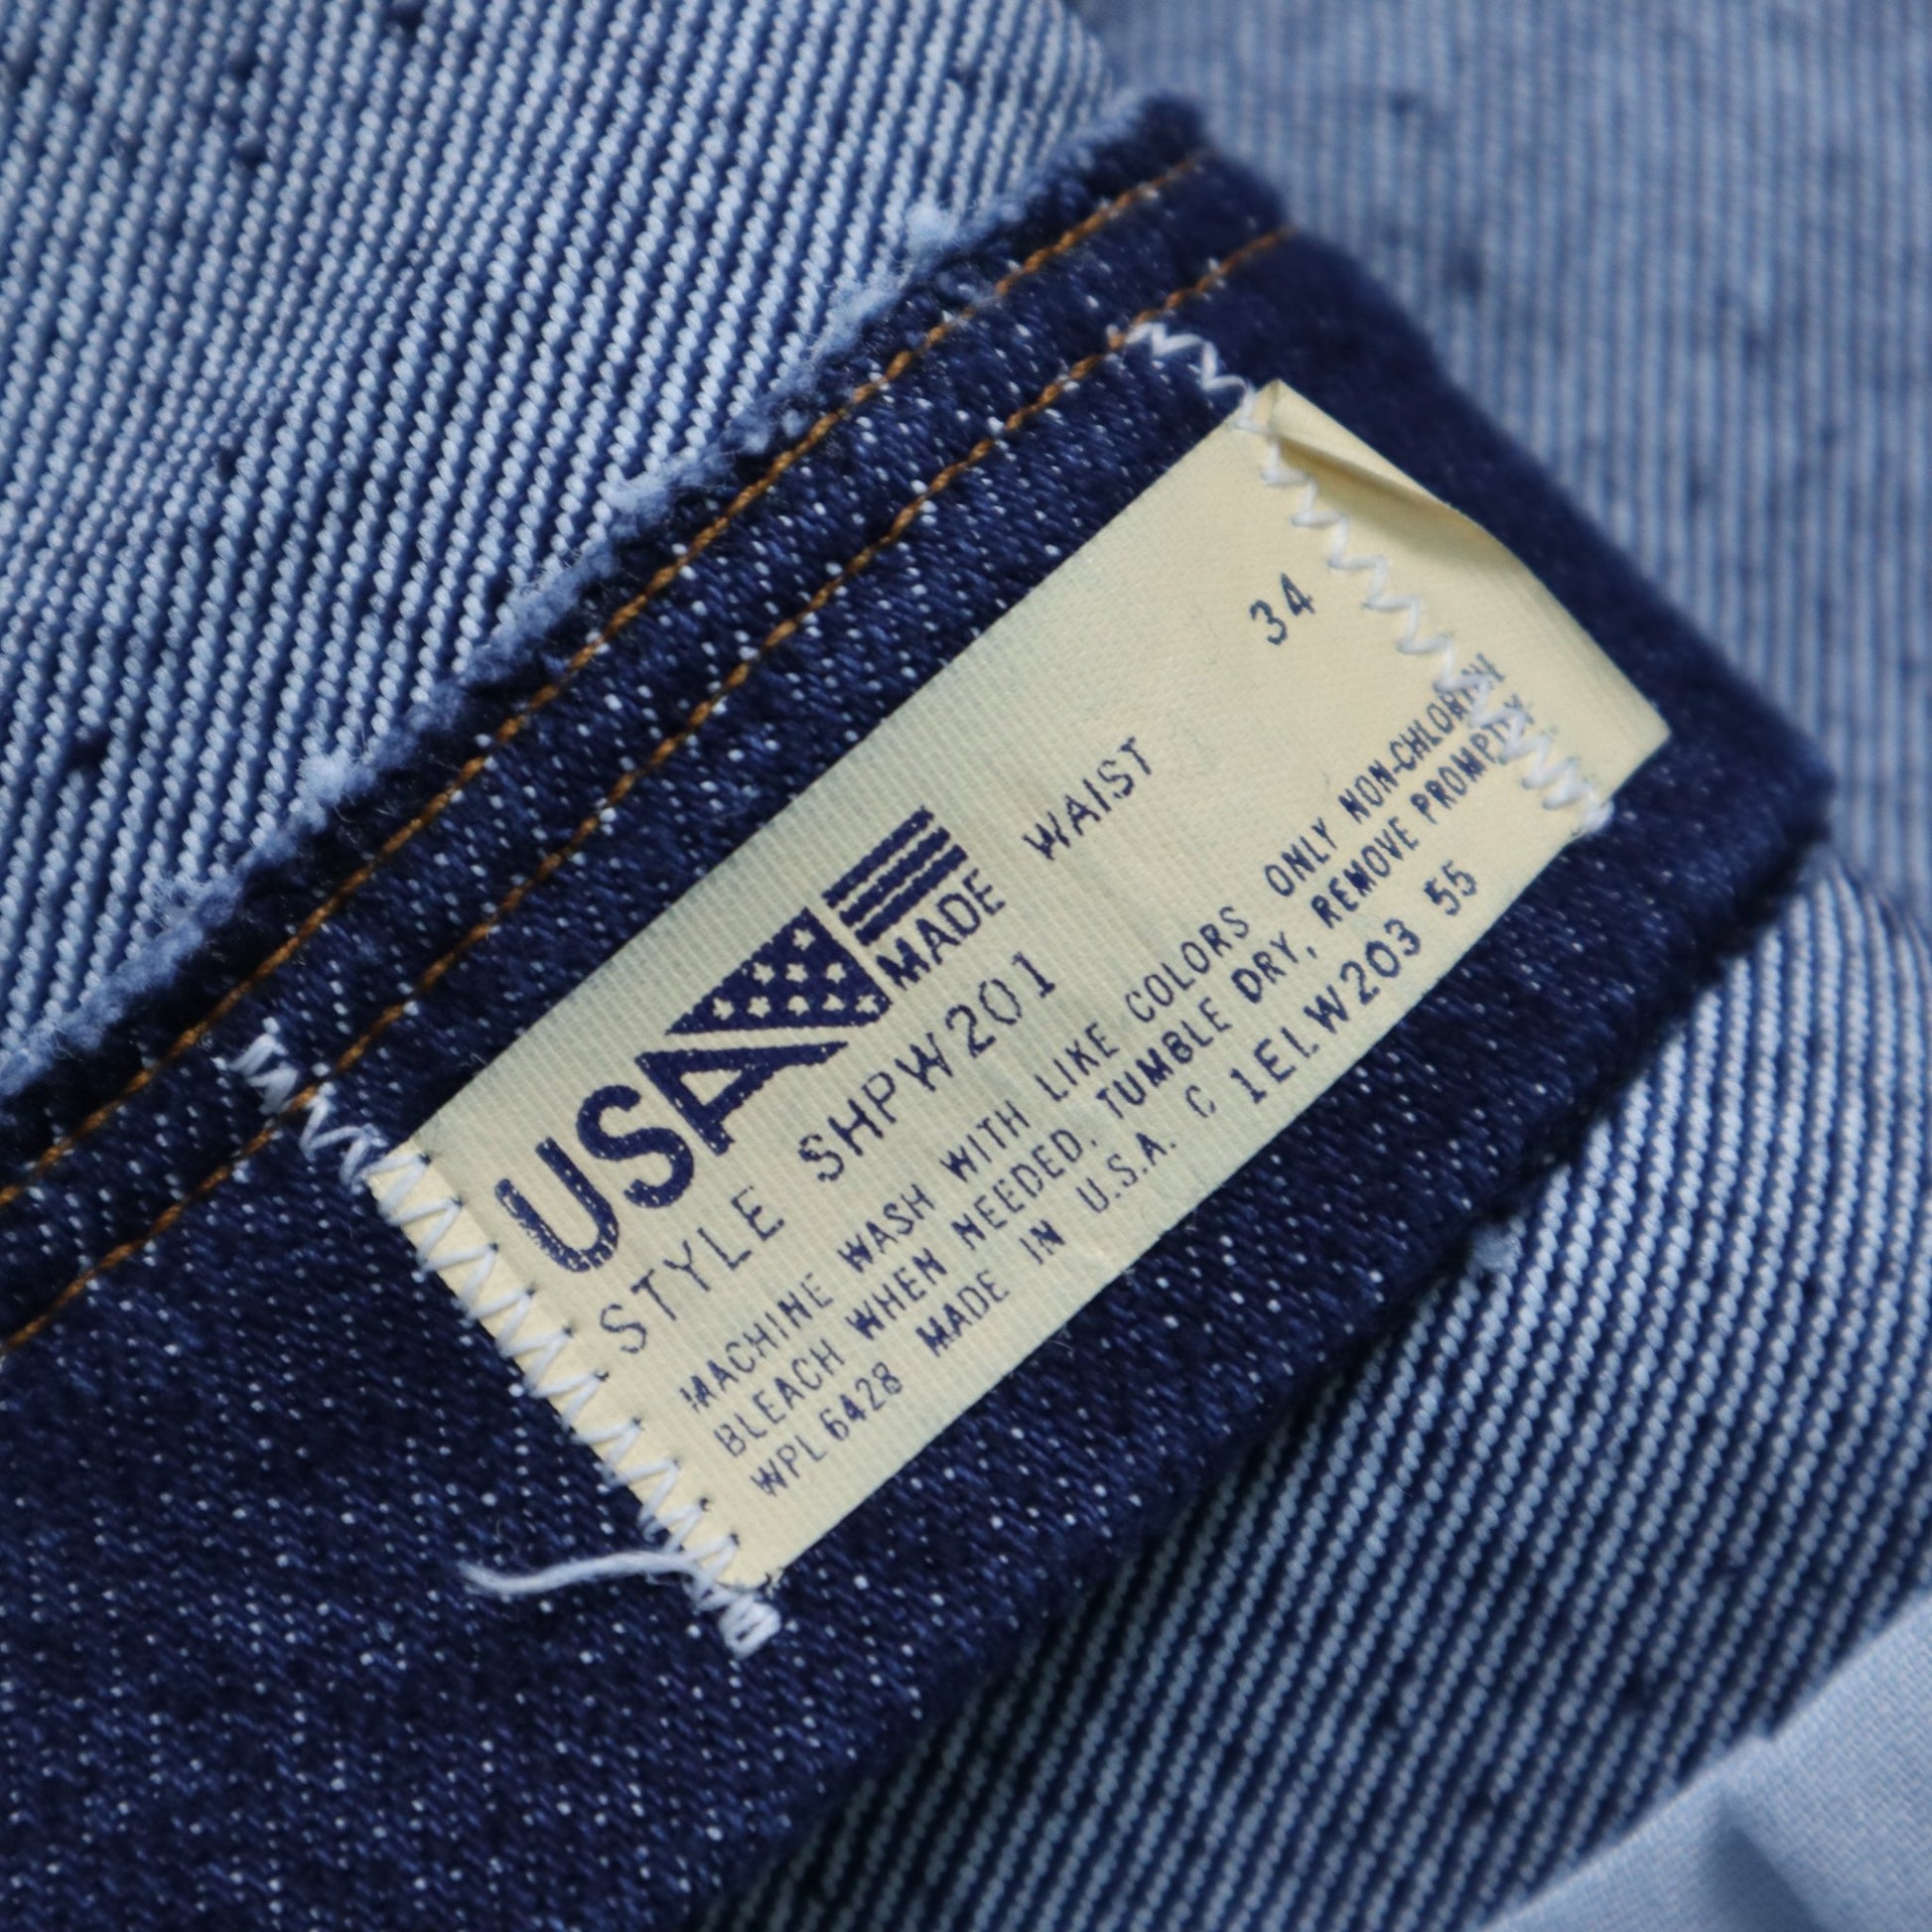 USA MADE WAIST 34
STYLE SHPW201
MACHINE WASH WITH LIKE COLORS ONLY NON-CHLORINE
BLEACH WHEN NEEDED. TUMBLE DRY, REMOVE PROMPTLY.
WPL 6428 MADE IN U.S.A. C 1ELW203 55